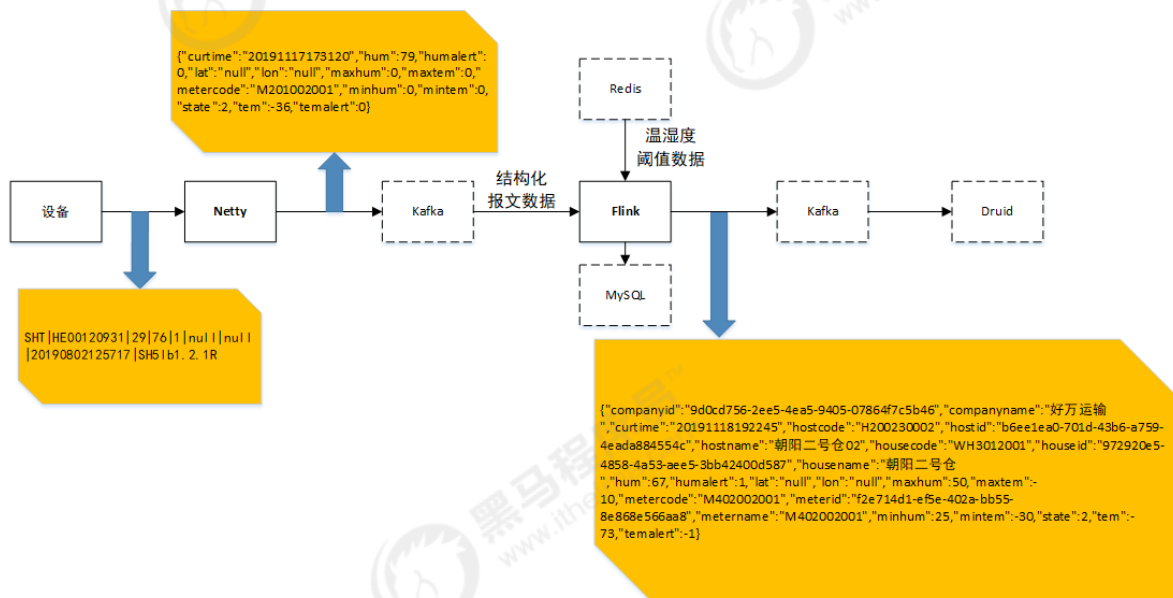 {"curtime":"20191117173120","hum":79,"humalert":
0,"lat":"null","lon":"null","maxhum":0,"maxtem":0,"
metercode":"M201002001","minhum":0,"mintem":0,
"state":2,"tem":-36,"temalert":0}
Redis
温湿度
阈值数据
结构化
报文数据
设备
Netty
Kafka
Flink
Kafka
Druid
MySQL
SHT|HE00120931|29|76|1|null|null
|20190802125717|SH5lb1.2.1R
{"companyid":"9d0cd756-2ee5-4ea5-9405-07864f7c5b46","companyname":"好万运输
","curtime":"20191118192245","hostcode":"H200230002","hostid":"b6ee1ea0-701d-43b6-a759-
4eada884554c","hostname":"朝阳二号仓02","housecode":"WH3012001","houseid":"972920e5-
4858-4a53-aee5-3bb42400d587","housename":"朝阳二号仓
","hum":67,"humalert":1,"lat":"null","lon":"null","maxhum":50,"maxtem":-
10,"metercode":"M402002001","meterid":"f2e714d1-ef5e-402a-bb55-
8e868e566aa8","metername":"M402002001","minhum":25,"mintem":-30,"state":2,"tem":-
73,"temalert":-1}